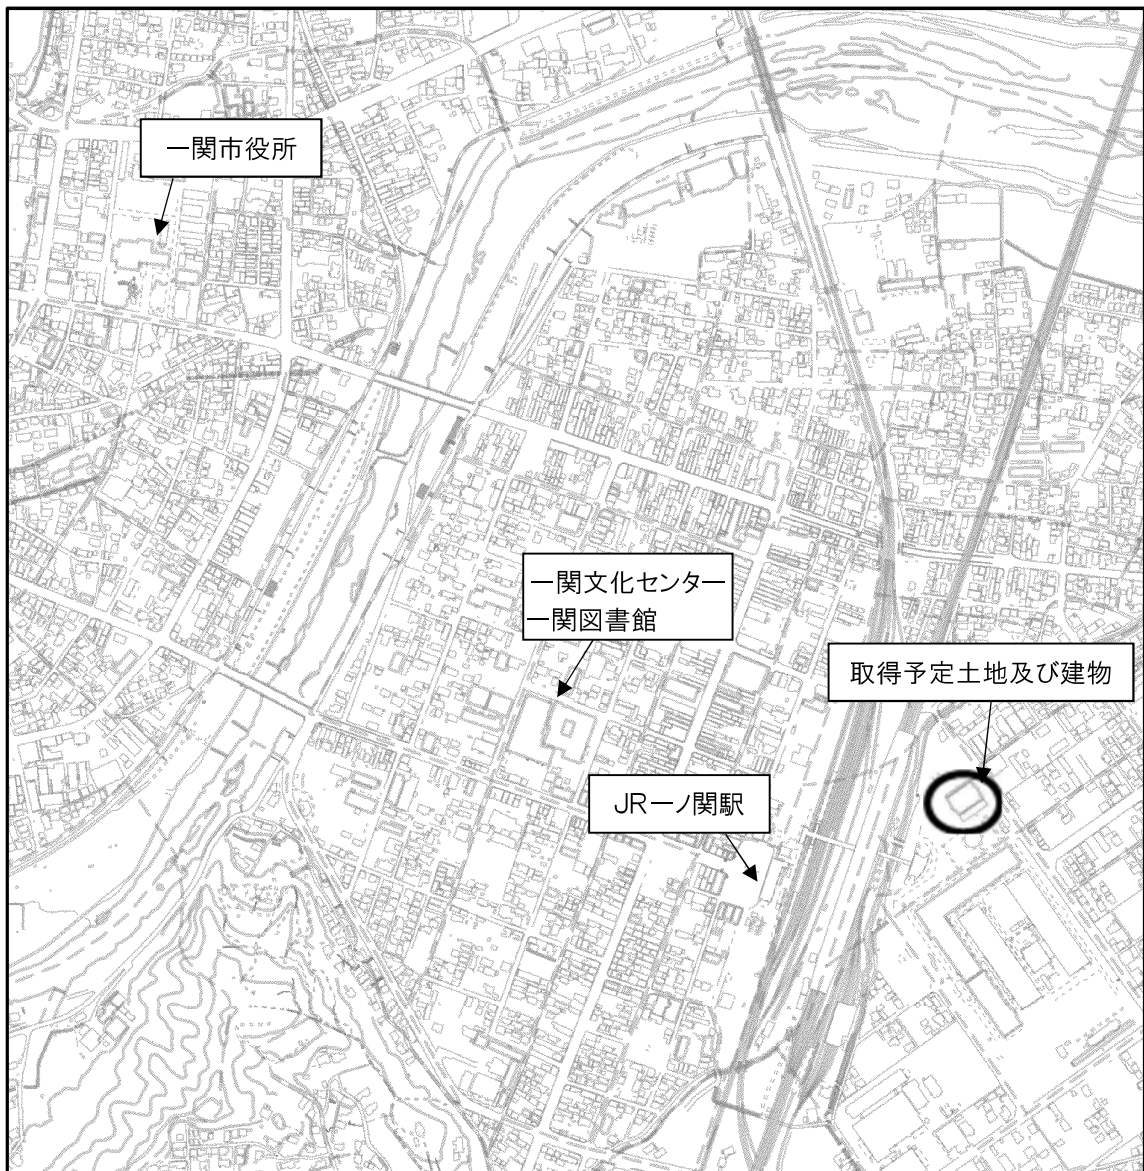 一関市役所
一関文化センター
一関図書館
取得予定土地及び建物
JR一ノ関駅